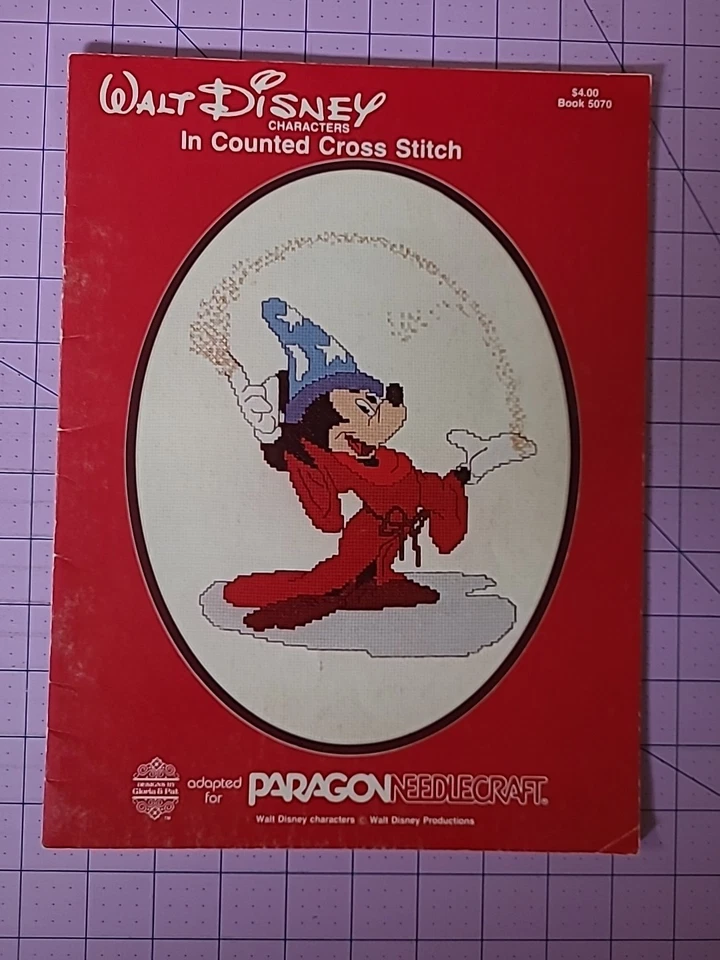 WALT DISNEY
CHARACTERS
In Counted Cross Stitch
$4.00
Book 5070
DESIGNS BY
Gloria & Pat
TM
adapted
for
PARAGON NEEDLECRAFT®
Walt Disney characters © Walt Disney Productions